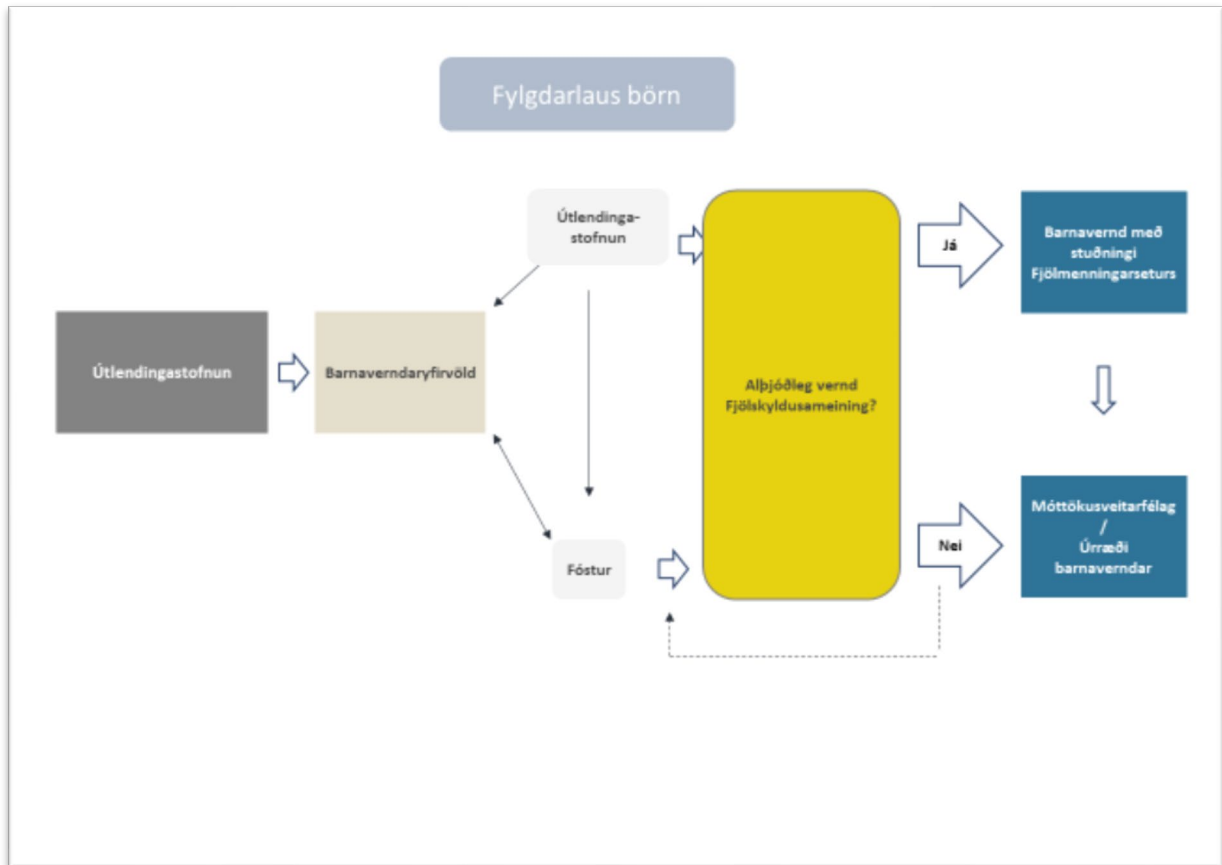 Fylgdarlaus börn
Útlendinga-
stofnun
Já
Barnavernd með
stuðningi
Fjölmenningarseturs
Útlendingastofnun
Barnaverndaryfirvöld
Alþjóðleg vernd
Fjölskyldusameining?
Fóstur
Nei
Móttökusveitarfélag
/
Úrræði
barnaverndar